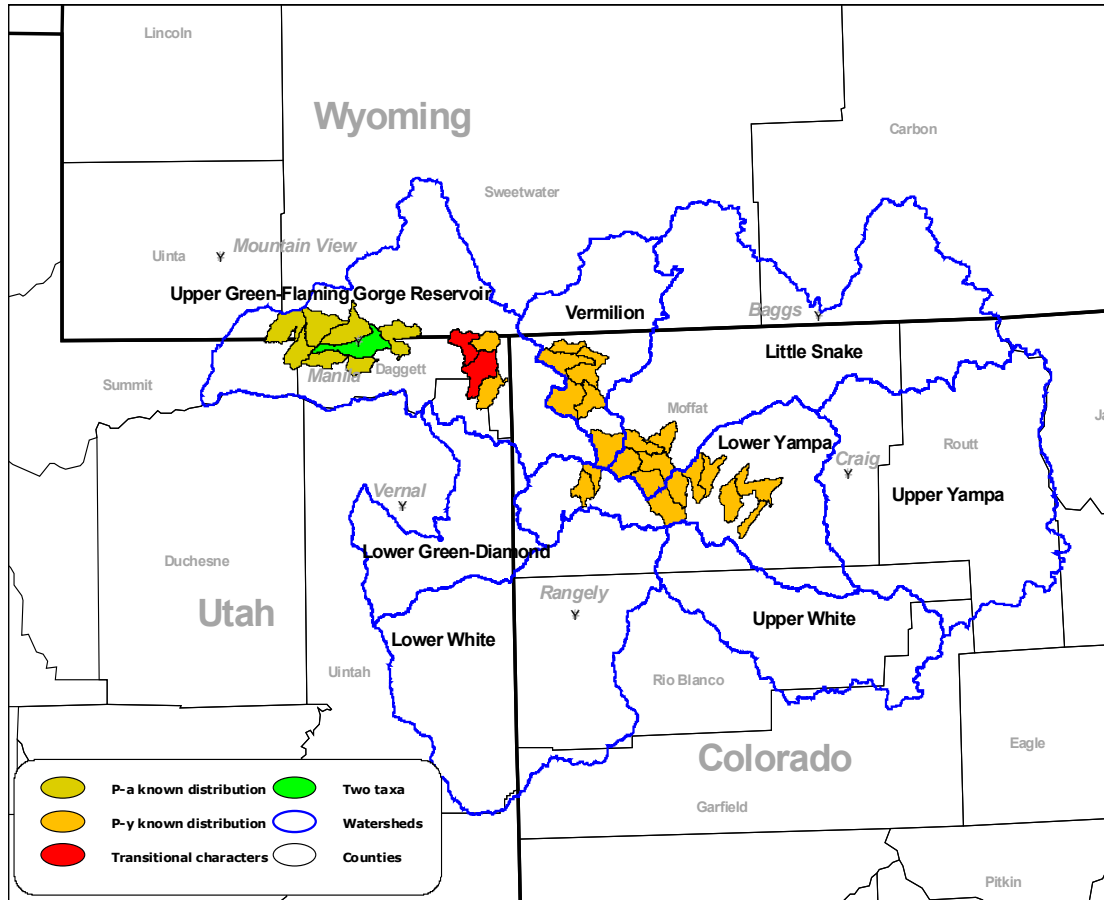 Lincoln
Wyoming
Carbon
Sweetwater
Mountain View
Uinta
Upper Green-Flaming Gorge Reservoir
Vermilion
Baggs
Little Snake
Summit
Manila
Daggett
Moffat
Lower Yampa
Craig
Routt
Ja
Upper Yampa
Vernal
Lower Green-Diamond
Duchesne
Rangely
Utah
Upper White
Lower White
Uintah
Rio Blanco
Colorado
Eagle
Garfield
Pitkin
P-a known distribution
Two taxa
P-y known distribution
Watersheds
Transitional characters
Counties